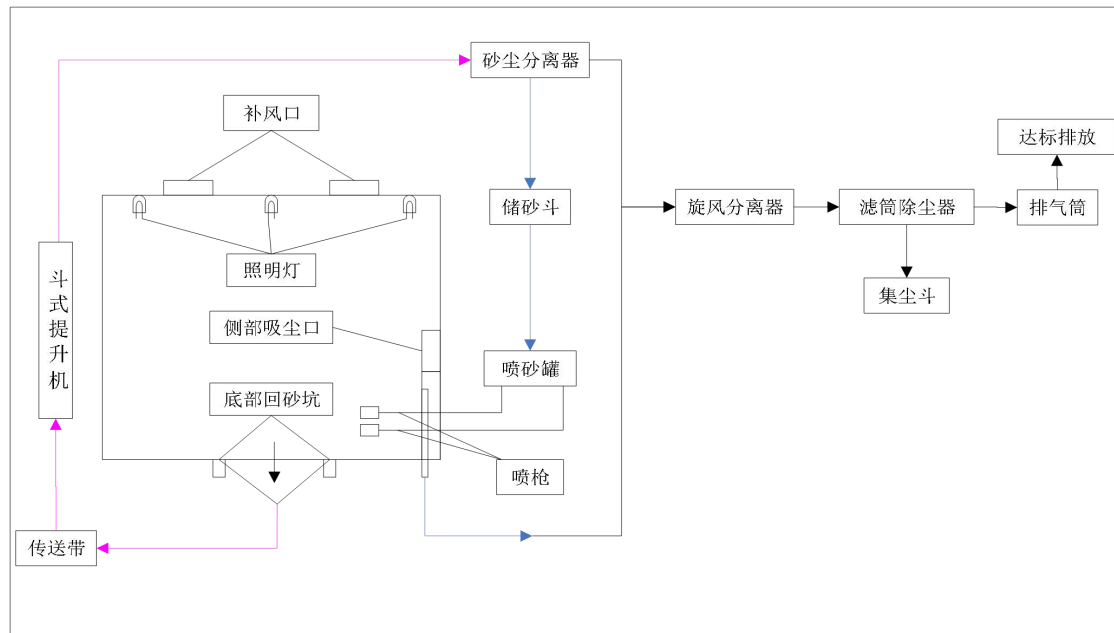 砂尘分离器
补风口
达标排放
储砂斗
旋风分离器
滤筒除尘器
排气筒
照明灯
斗式提升机
集尘斗
侧部吸尘口
喷砂罐
底部回砂坑
喷枪
传送带